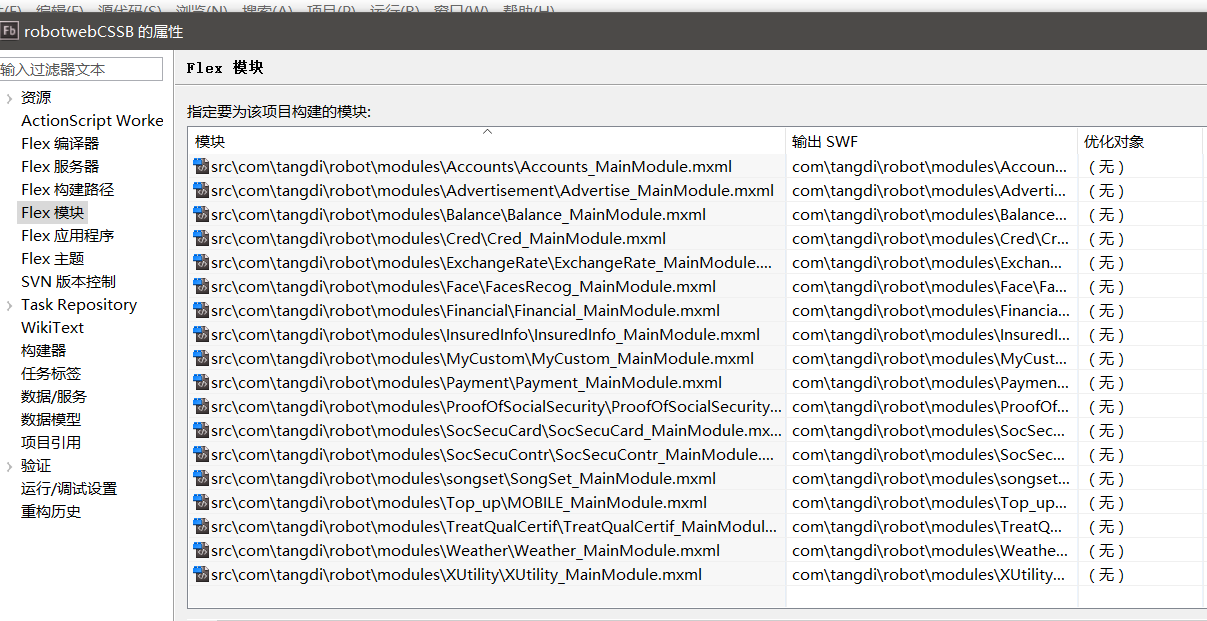 编辑(E) 源代码(S) 浏览(N) 搜索(A) 项目(P) 运行(R) 窗口(W) 帮助(H)
Fb robotwebCSSB 的属性
输入过滤器文本
Flex 模块
资源
ActionScript Worke
Flex 编译器
Flex 服务器
Flex 构建路径
Flex 模块
Flex 应用程序
Flex 主题
SVN 版本控制
Task Repository
WikiText
构建器
任务标签
数据/服务
数据模型
项目引用
验证
运行/调试设置
重构历史
指定要为该项目构建的模块:
模块 输出 SWF 优化对象
src\com\tangdi\robot\modules\Accounts\Accounts_MainModule.mxml com\tangdi\robot\modules\Accoun... (无)
src\com\tangdi\robot\modules\Advertisement\Advertise_MainModule.mxml com\tangdi\robot\modules\Adverti... (无)
src\com\tangdi\robot\modules\Balance\Balance_MainModule.mxml com\tangdi\robot\modules\Balance... (无)
src\com\tangdi\robot\modules\Cred\Cred_MainModule.mxml com\tangdi\robot\modules\Cred\Cr... (无)
src\com\tangdi\robot\modules\ExchangeRate\ExchangeRate_MainModule.... com\tangdi\robot\modules\Exchan... (无)
src\com\tangdi\robot\modules\Face\FacesRecog_MainModule.mxml com\tangdi\robot\modules\Face\Fa... (无)
src\com\tangdi\robot\modules\Financial\Financial_MainModule.mxml com\tangdi\robot\modules\Financia... (无)
src\com\tangdi\robot\modules\InsuredInfo\InsuredInfo_MainModule.mxml com\tangdi\robot\modules\InsuredI... (无)
src\com\tangdi\robot\modules\MyCustom\MyCustom_MainModule.mxml com\tangdi\robot\modules\MyCust... (无)
src\com\tangdi\robot\modules\Payment\Payment_MainModule.mxml com\tangdi\robot\modules\Paymen... (无)
src\com\tangdi\robot\modules\ProofOfSocialSecurity\ProofOfSocialSecurity... com\tangdi\robot\modules\ProofOf... (无)
src\com\tangdi\robot\modules\SocSecuCard\SocSecuCard_MainModule.mx... com\tangdi\robot\modules\SocSec... (无)
src\com\tangdi\robot\modules\SocSecuContr\SocSecuContr_MainModule.... com\tangdi\robot\modules\SocSec... (无)
src\com\tangdi\robot\modules\songset\SongSet_MainModule.mxml com\tangdi\robot\modules\songset... (无)
src\com\tangdi\robot\modules\Top_up\MOBILE_MainModule.mxml com\tangdi\robot\modules\Top_up... (无)
src\com\tangdi\robot\modules\TreatQualCertif\TreatQualCertif_MainModul... com\tangdi\robot\modules\TreatQ... (无)
src\com\tangdi\robot\modules\Weather\Weather_MainModule.mxml com\tangdi\robot\modules\Weathe... (无)
src\com\tangdi\robot\modules\XUtility\XUtility_MainModule.mxml com\tangdi\robot\modules\XUtility... (无)